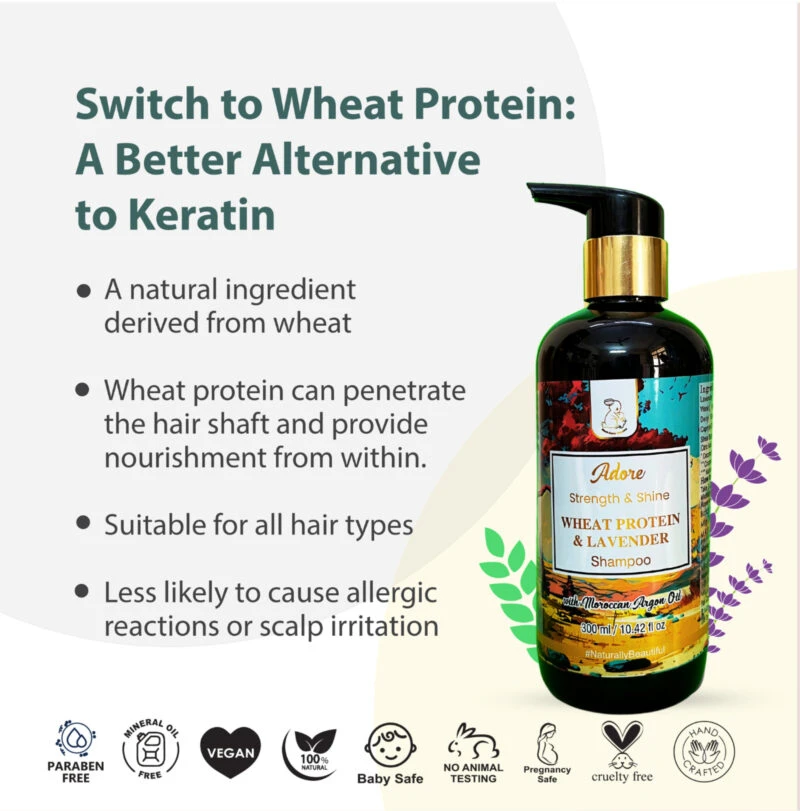 Switch to Wheat Protein:
A Better Alternative
to Keratin
• A natural ingredient
derived from wheat
• Wheat protein can penetrate
the hair shaft and provide
nourishment from within.
• Suitable for all hair types
• Less likely to cause allergic
reactions or scalp irritation
Adore
Strength & Shine
WHEAT PROTEIN
& LAVENDER
Shampoo
with Moroccan Argon Oil
300 ml / 10.42 fl oz
#NaturallyBeautiful
PARABEN
FREE
MINERAL OIL
FREE
VEGAN
100%
NATURAL
Baby Safe
NO ANIMAL
TESTING
Pregnancy
Safe
cruelty free
HAND
CRAFTED